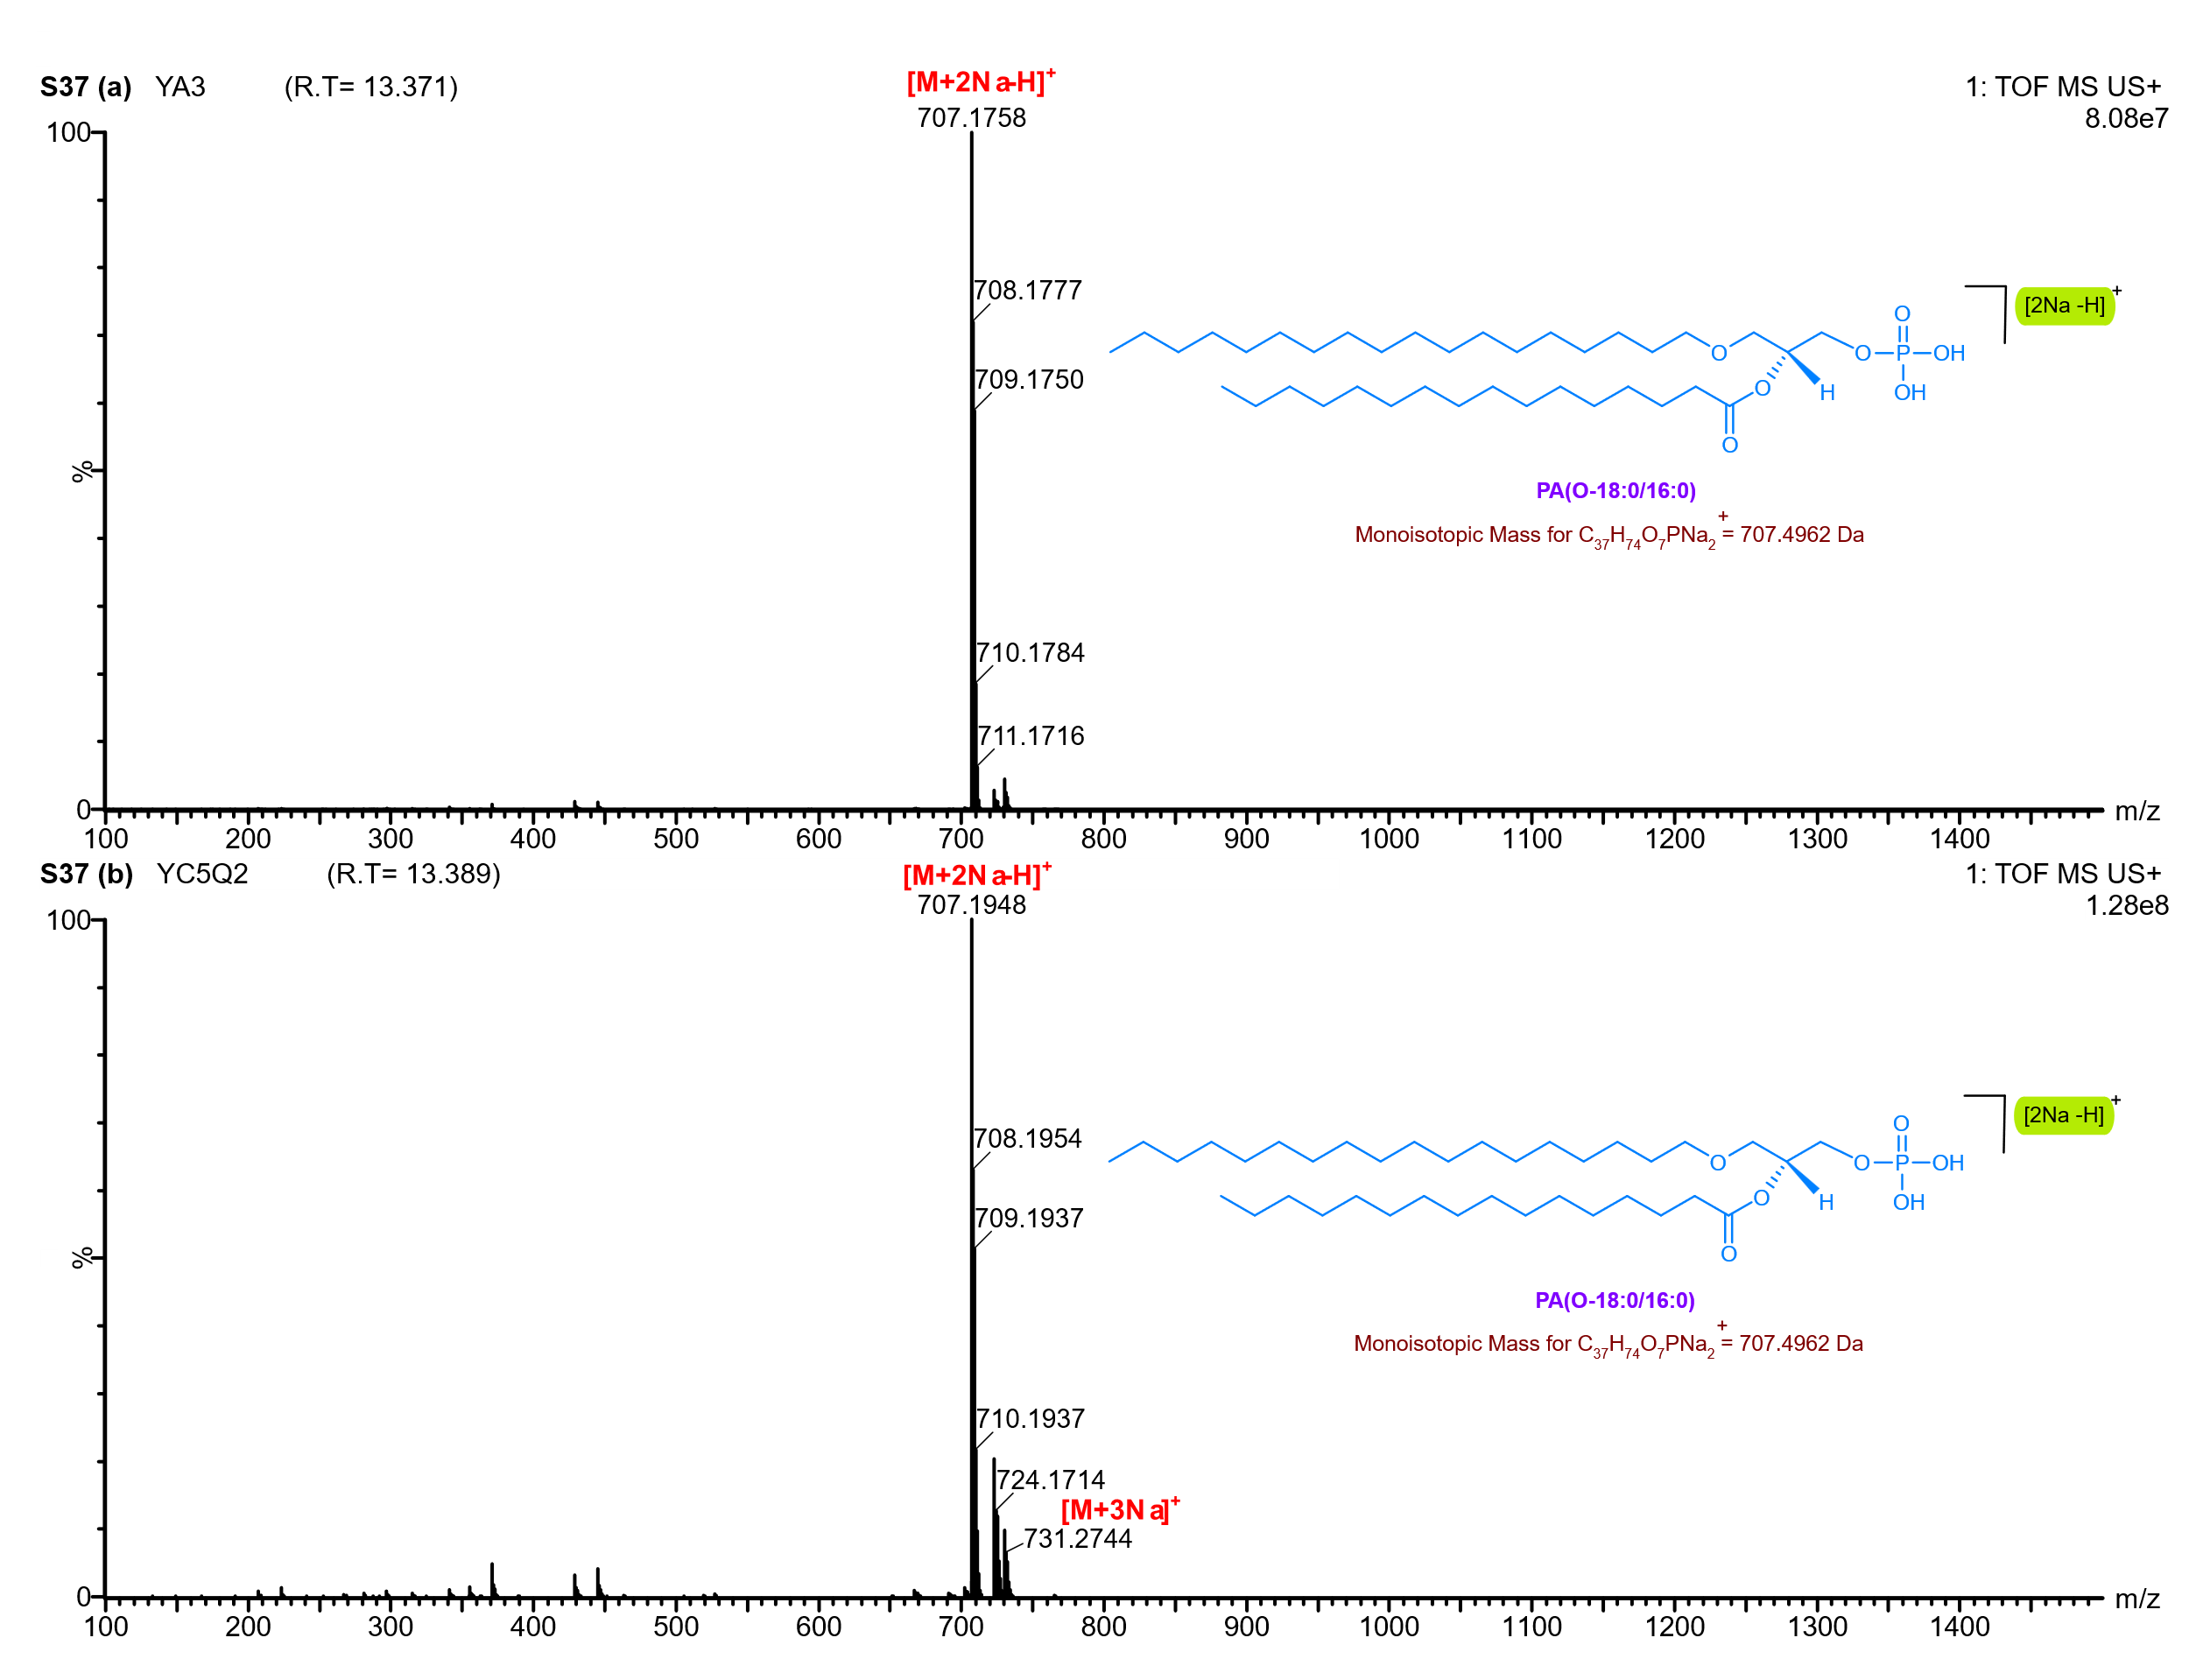 S37 (a) YA3 (R.T= 13.371)
[M+2Na-H]+
707.1758
1: TOF MS US+
8.08e7
100
708.1777
[2Na -H]+
O
O
O
P
OH
709.1750
O
H
OH
O
%
PA(O-18:0/16:0)
Monoisotopic Mass for C37H74O7PNa2+= 707.4962 Da
710.1784
711.1716
0
m/z
100 200 300 400 500 600 700 800 900 1000 1100 1200 1300 1400
S37 (b) YC5Q2 (R.T= 13.389)
[M+2Na-H]+
707.1948
1: TOF MS US+
1.28e8
100
[2Na -H]+
708.1954
O
O
O
P
OH
O
H
OH
709.1937
O
%
PA(O-18:0/16:0)
Monoisotopic Mass for C37H74O7PNa2+= 707.4962 Da
710.1937
724.1714
[M+3Na]+
731.2744
0
m/z
100 200 300 400 500 600 700 800 900 1000 1100 1200 1300 1400